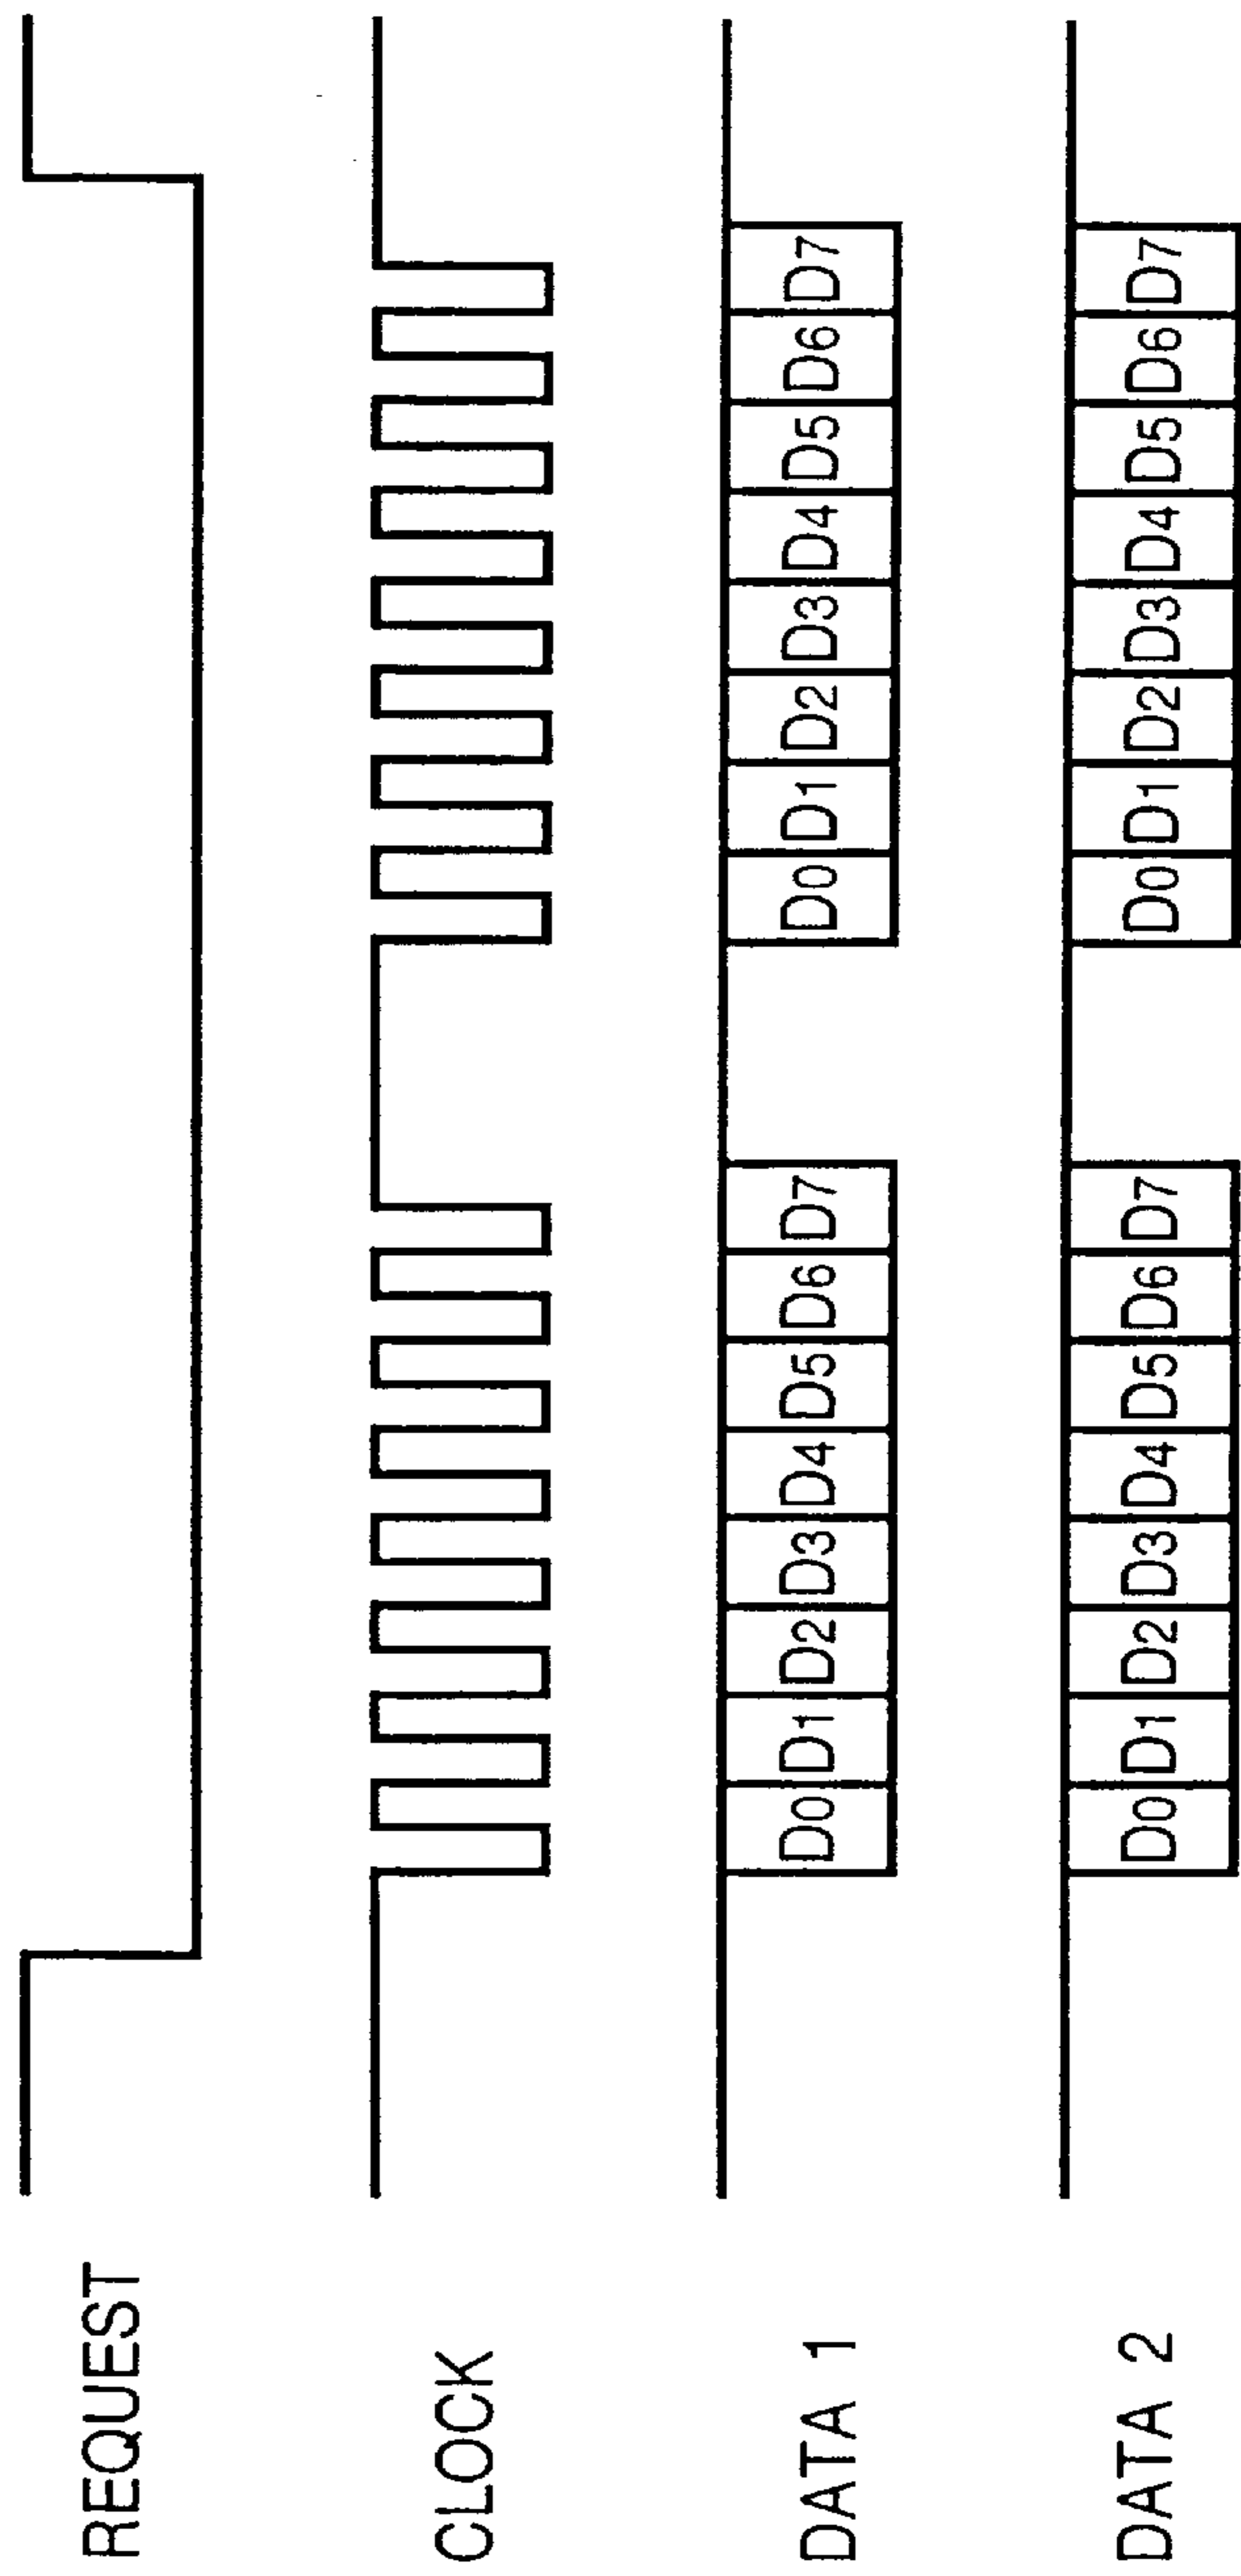 REQUEST
CLOCK
DATA 1 D0 D1 D2 D3 D4 D5 D6 D7 D0 D1 D2 D3 D4 D5 D6 D7
DATA 2 D0 D1 D2 D3 D4 D5 D6 D7 D0 D1 D2 D3 D4 D5 D6 D7